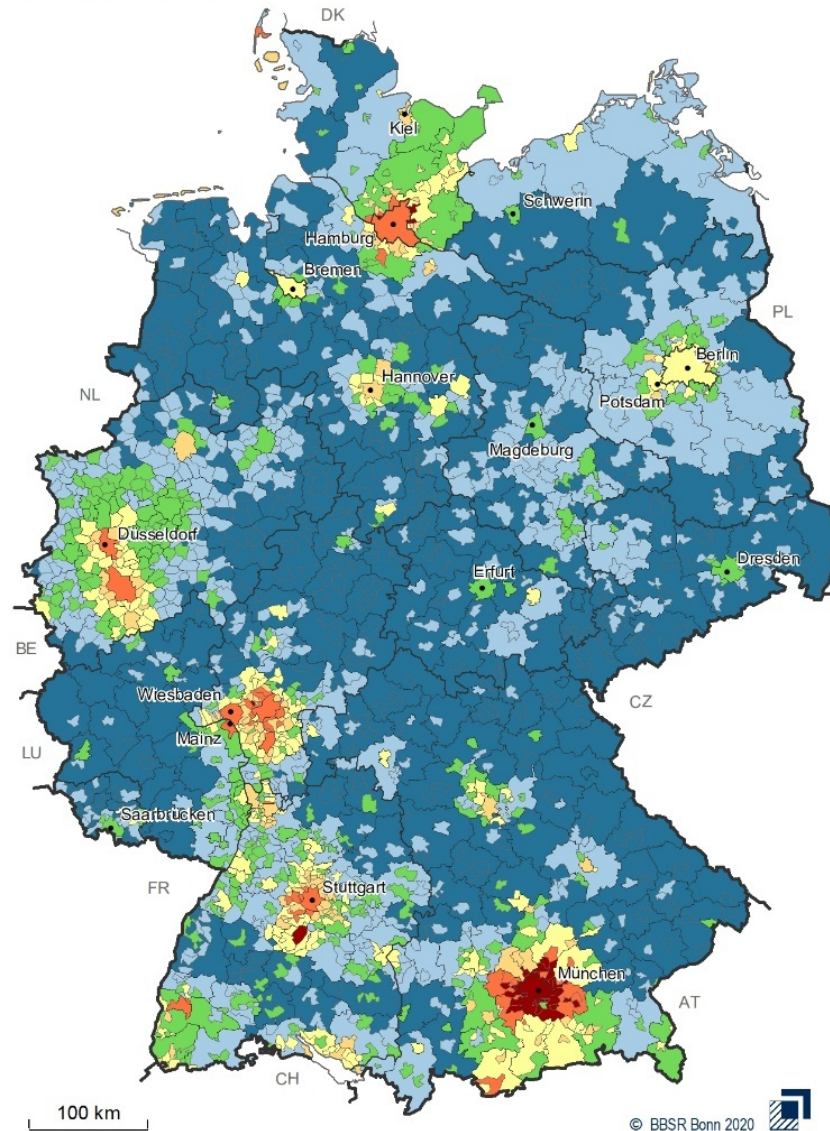 DK
Kiel
Schwerin
Hamburg
Bremen
PL
Berlin
Hannover
NL
Potsdam
Magdeburg
Düsseldorf
Dresden
Erfurt
BE
Wiesbaden
CZ
Mainz
LU
Saarbrücken
FR
Stuttgart
München
AT
CH
100 km
© BBSR Bonn 2020